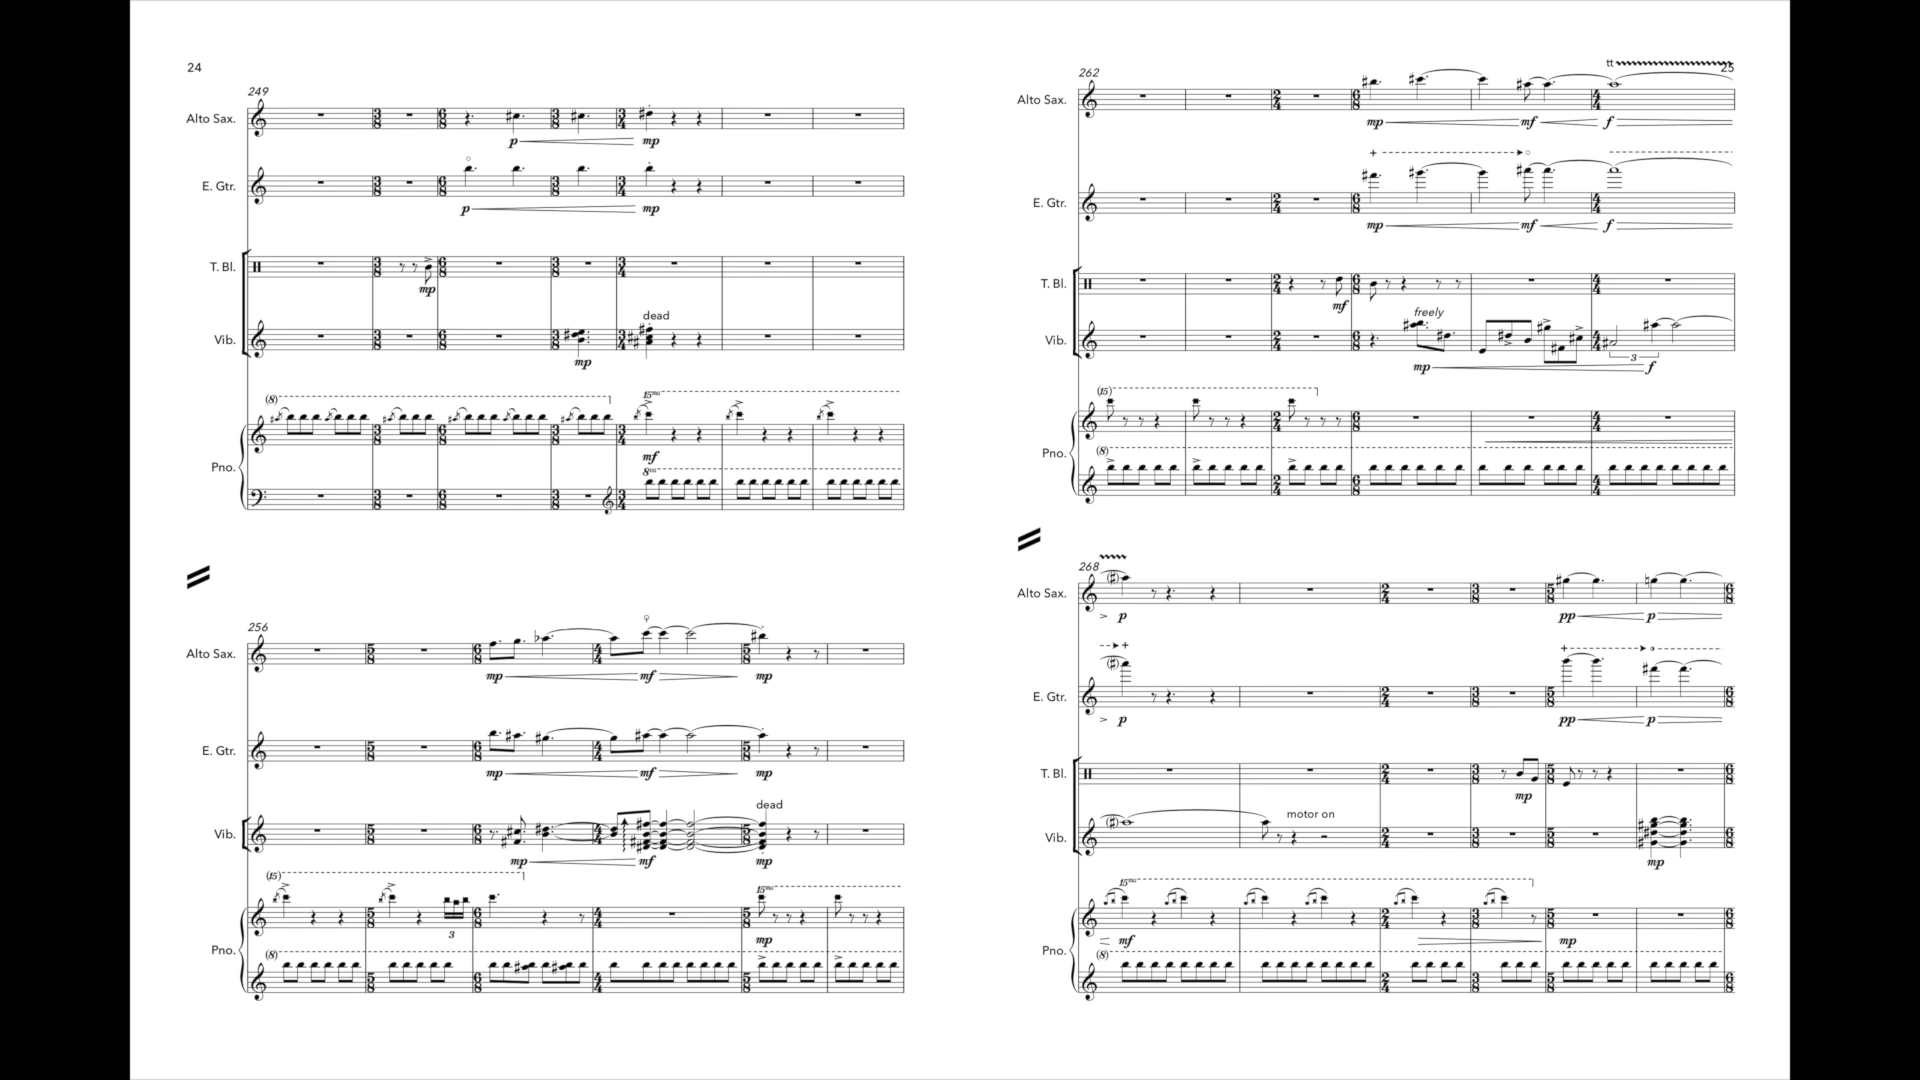 24
249
Alto Sax.
p mp
E. Gtr.
p mp
T. Bl.
mp
dead
Vib.
mp
(8) 15ma
mf
Pno.
8va
256
Alto Sax.
mp mf mp
E. Gtr.
mp mf mp
dead
Vib.
mp mf mp
(15) 15ma
3
mp
Pno.
(8)
25
tt
262
Alto Sax.
mp mf f
E. Gtr.
mp mf f
T. Bl.
mf
freely
Vib.
3
mp f
(15)
Pno.
(8)
268
Alto Sax.
p pp p
E. Gtr.
p pp p
T. Bl.
mp
motor on
Vib.
mp
15ma
mf mp
Pno.
(8)